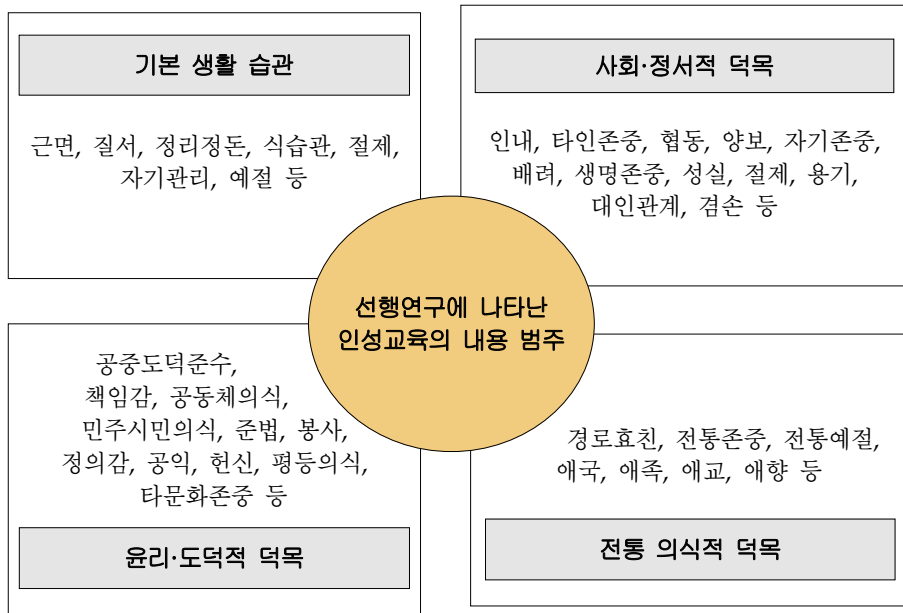 기본 생활 습관
근면, 질서, 정리정돈, 식습관, 절제,
자기관리, 예절 등
사회·정서적 덕목
인내, 타인존중, 협동, 양보, 자기존중,
배려, 생명존중, 성실, 절제, 용기,
대인관계, 겸손 등
선행연구에 나타난
인성교육의 내용 범주
공중도덕준수,
책임감, 공동체의식,
민주시민의식, 준법, 봉사,
정의감, 공익, 헌신, 평등의식,
타문화존중 등
윤리·도덕적 덕목
경로효친, 전통존중, 전통예절,
애국, 애족, 애교, 애향 등
전통 의식적 덕목